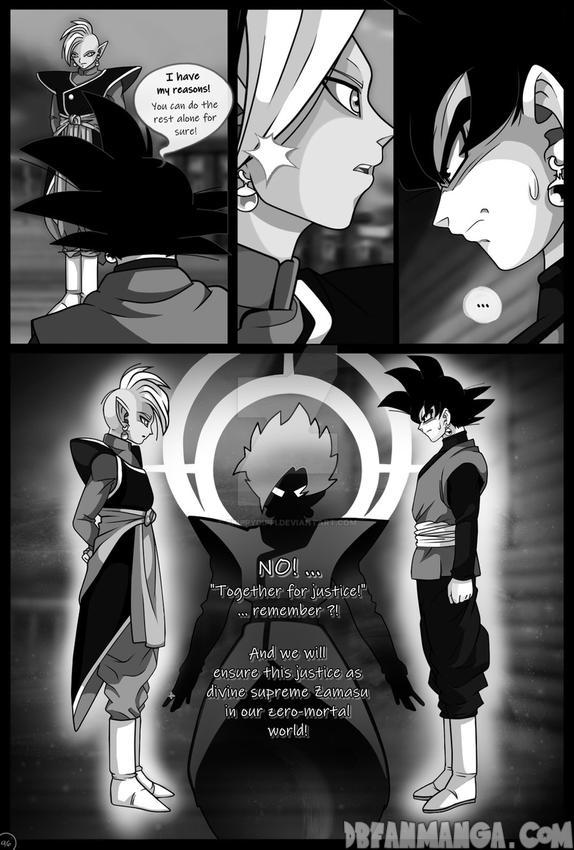 I have
my reasons!
You can do the
rest alone for
sure!
...
NO! ...
"Together for justice!"
... remember ?!
And we will
ensure this justice as
divine supreme Zamasu
in our zero-mortal
world!
96
DBFANMANGA.COM